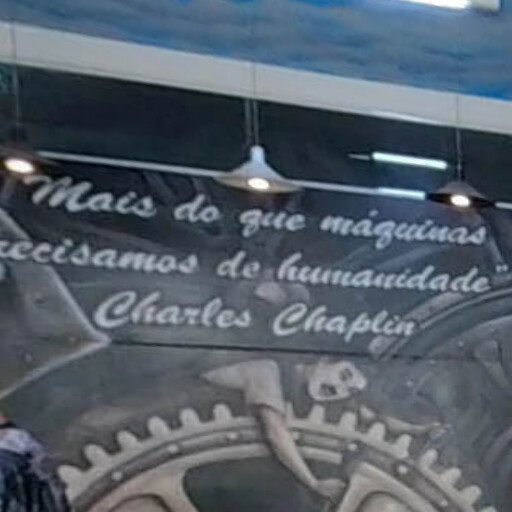 "Mais do que máquinas
recisamos de humanidade"
Charles Chaplin